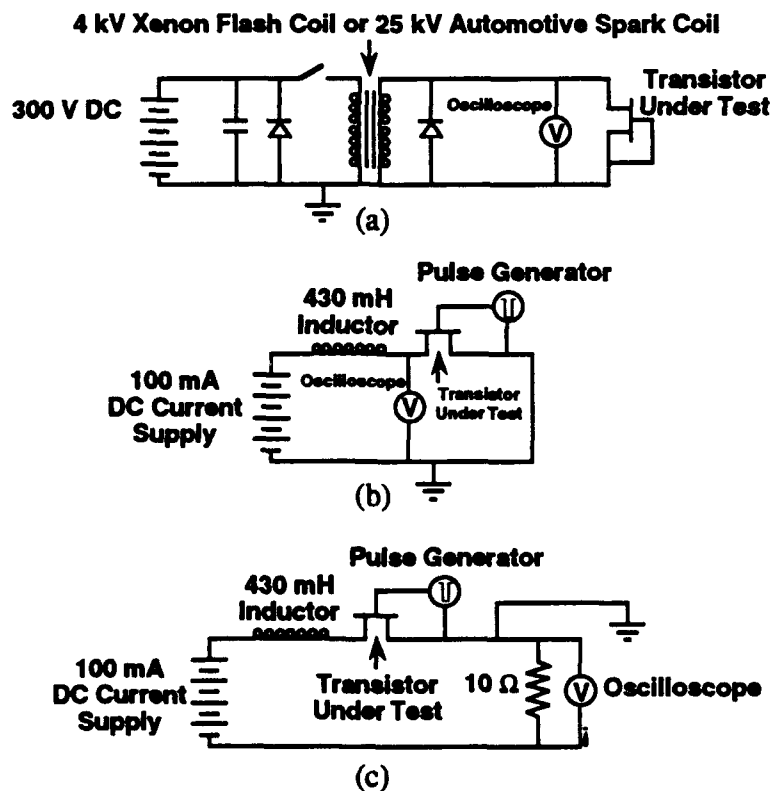 4 kV Xenon Flash Coil or 25 kV Automotive Spark Coil
300 V DC
Oscilloscope
V
Transistor
Under Test
(a)
Pulse Generator
430 mH
Inductor
100 mA
DC Current
Supply
Oscilloscope
V
Transistor
Under Test
(b)
Pulse Generator
430 mH
Inductor
100 mA
DC Current
Supply
Transistor
Under Test
10 Ω
V
Oscilloscope
(c)